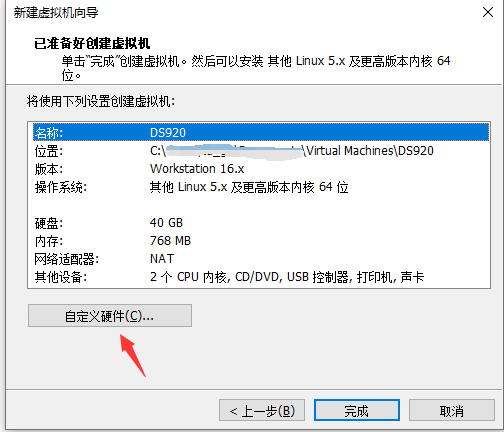 新建虚拟机向导
已准备好创建虚拟机
单击“完成”创建虚拟机。然后可以安装 其他 Linux 5.x 及更高版本内核 64
位。
将使用下列设置创建虚拟机:
名称: DS920
位置: C:\ \Virtual Machines\DS920
版本: Workstation 16.x
操作系统: 其他 Linux 5.x 及更高版本内核 64 位
硬盘: 40 GB
内存: 768 MB
网络适配器: NAT
其他设备: 2 个 CPU 内核, CD/DVD, USB 控制器, 打印机, 声卡
自定义硬件(C)...
< 上一步(B)
完成
取消